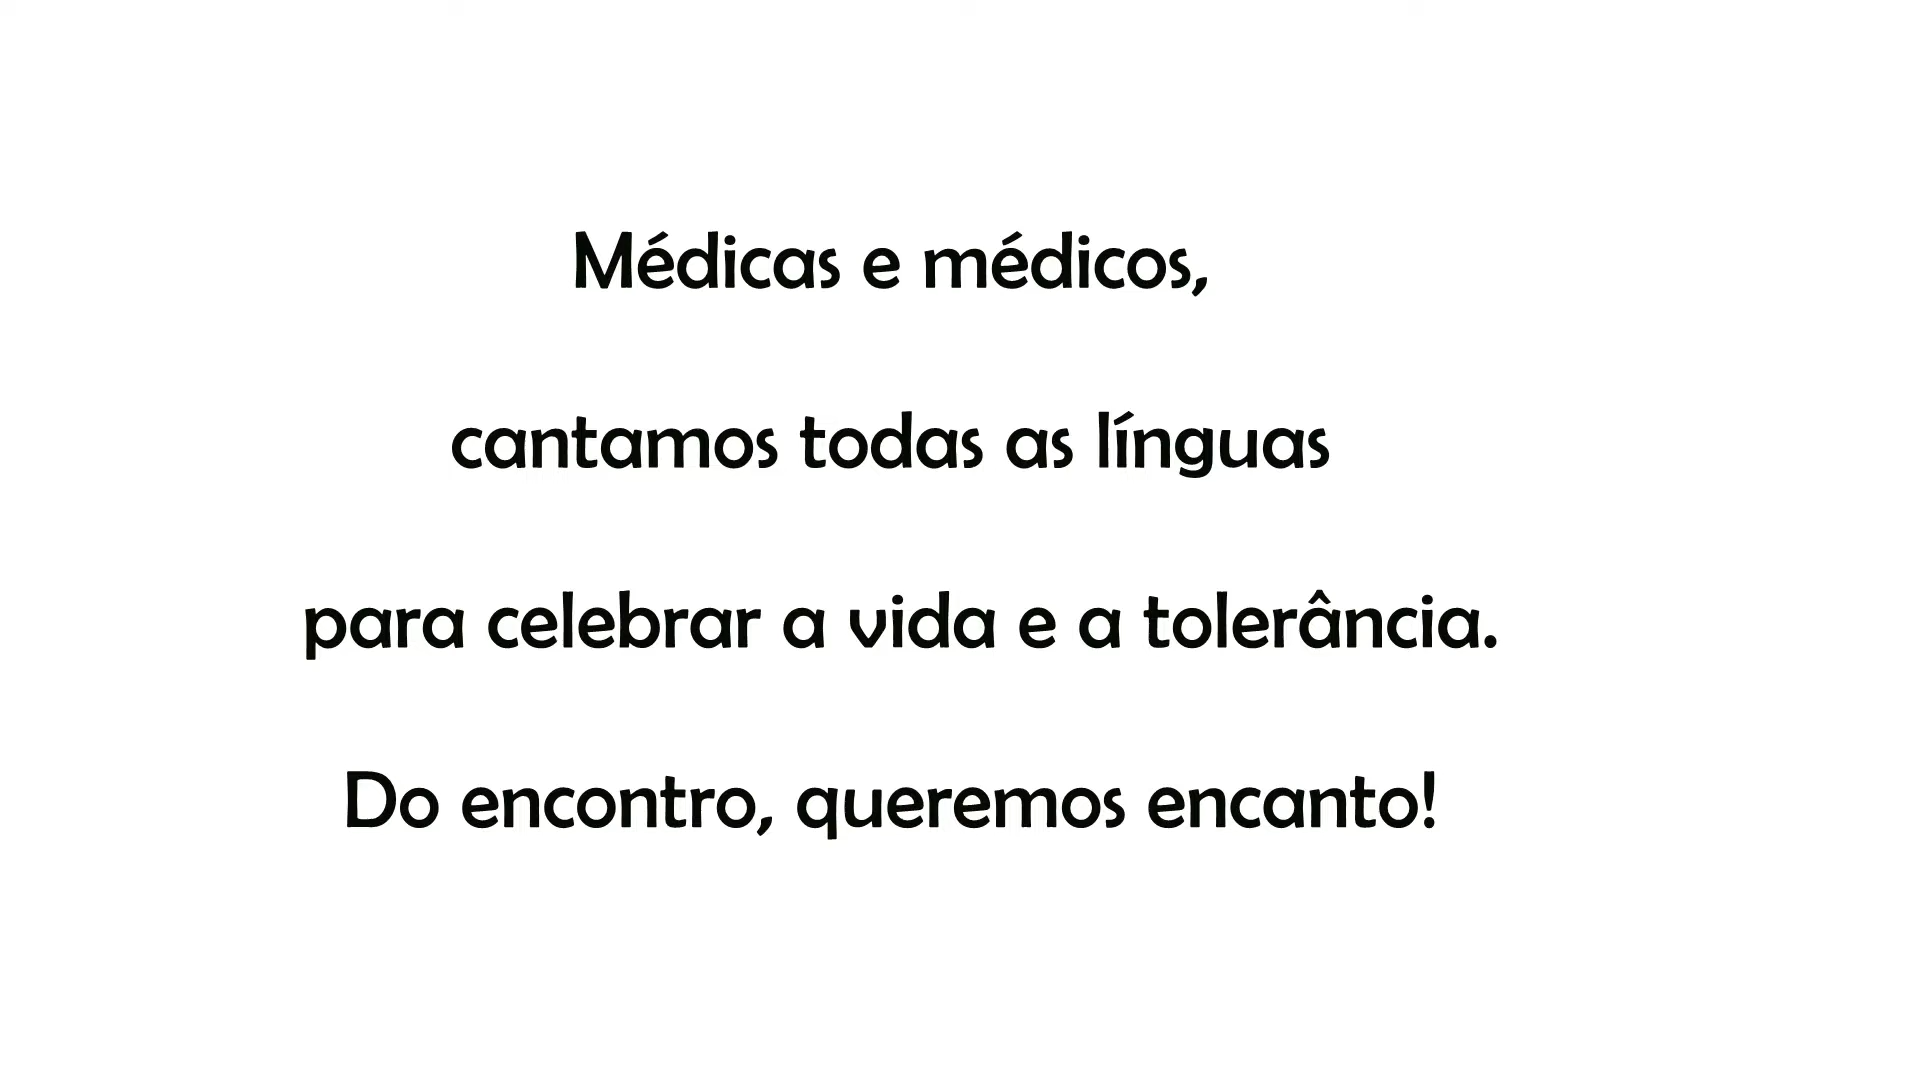 Médicas e médicos,
cantamos todas as línguas
para celebrar a vida e a tolerância.
Do encontro, queremos encanto!